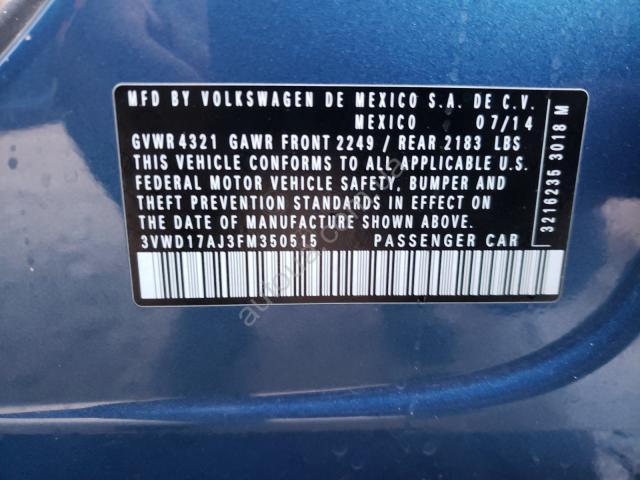 MFD BY VOLKSWAGEN DE MEXICO S.A. DE C.V.
MEXICO 07/14
GVWR 4321 GAWR FRONT 2249 / REAR 2183 LBS
THIS VEHICLE CONFORMS TO ALL APPLICABLE U.S.
FEDERAL MOTOR VEHICLE SAFETY, BUMPER AND
THEFT PREVENTION STANDARDS IN EFFECT ON
THE DATE OF MANUFACTURE SHOWN ABOVE.
3VWD17AJ3FM350515 PASSENGER CAR
3216235 3018 M